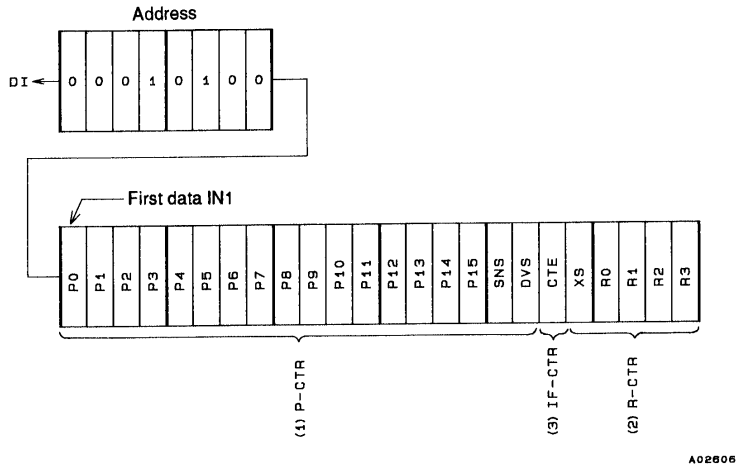 Address
DI 0 0 0 1 0 1 0 0
First data IN1
P0 P1 P2 P3 P4 P5 P6 P7 P8 P9 P10 P11 P12 P13 P14 P15 SNS DVS CTE XS R0 R1 R2 R3
(1) P-CTR (3) IF-CTR (2) R-CTR
A02606